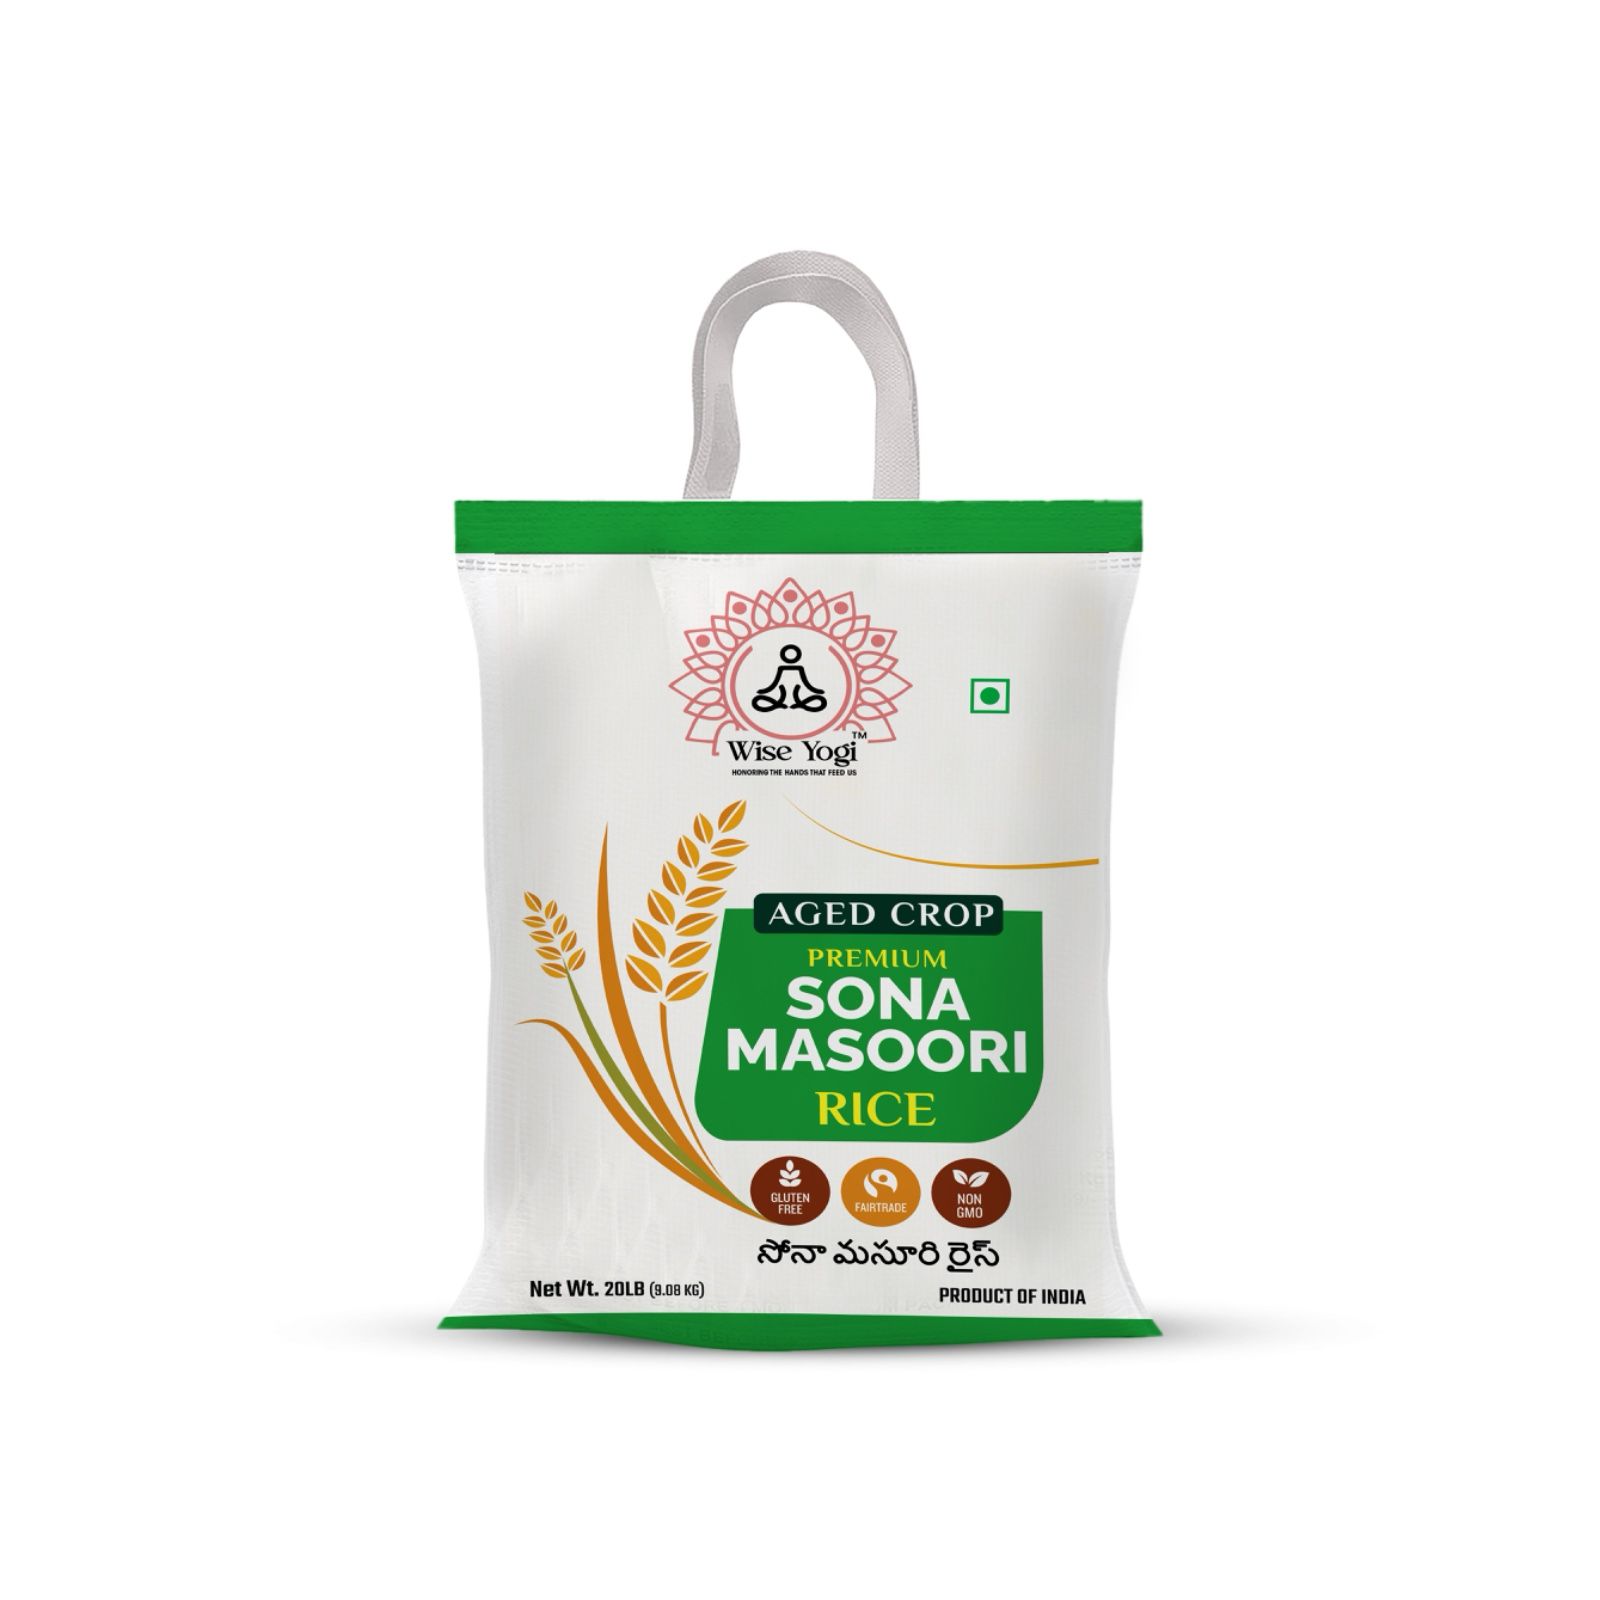 Wise Yogi™
HONORING THE HANDS THAT FEED US
AGED CROP
PREMIUM
SONA
MASOORI
RICE
GLUTEN
FREE
FAIRTRADE
NON
GMO
సోనా మసూరి రైస్
Net Wt. 20LB (9.08 KG)
PRODUCT OF INDIA